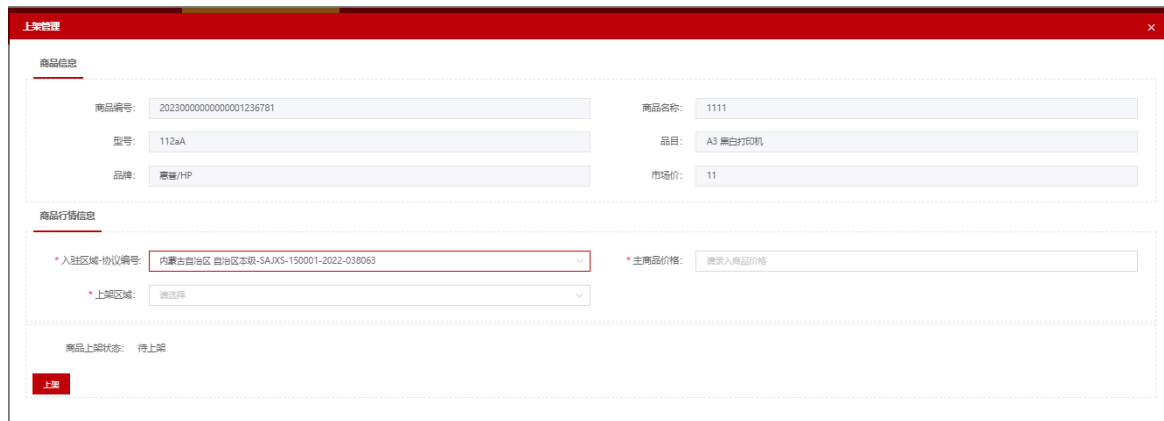 上架管理
商品信息
商品编号: 20230000000000001236781 商品名称: 1111
型号: 112aA 品目: A3 黑白打印机
品牌: 惠普/HP 市场价: 11
商品行情信息
* 入驻区域-协议编号: 内蒙古自治区 自治区本级-SAJXS-150001-2022-038063 * 主商品价格: 请录入商品价格
* 上架区域: 请选择
商品上架状态: 待上架
上架